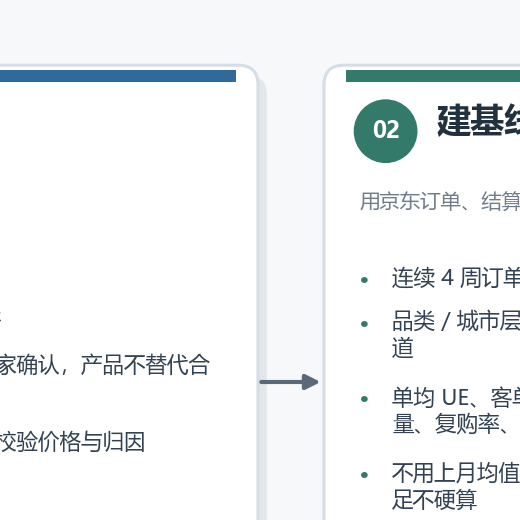 家确认，产品不替代合
校验价格与归因
02
建基
用京东订单、结算
连续 4 周订单
品类 / 城市层
道
单均 UE、客单
量、复购率、
不用上月均值
足不硬算